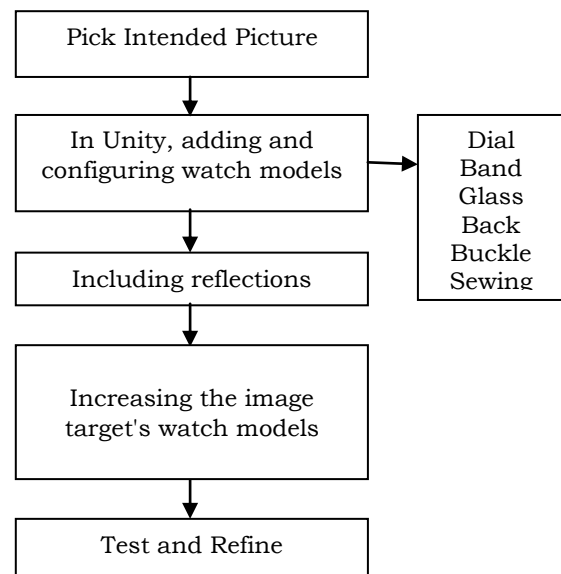 Pick Intended Picture
In Unity, adding and
configuring watch models
Dial
Band
Glass
Back
Buckle
Sewing
Including reflections
Increasing the image
target's watch models
Test and Refine